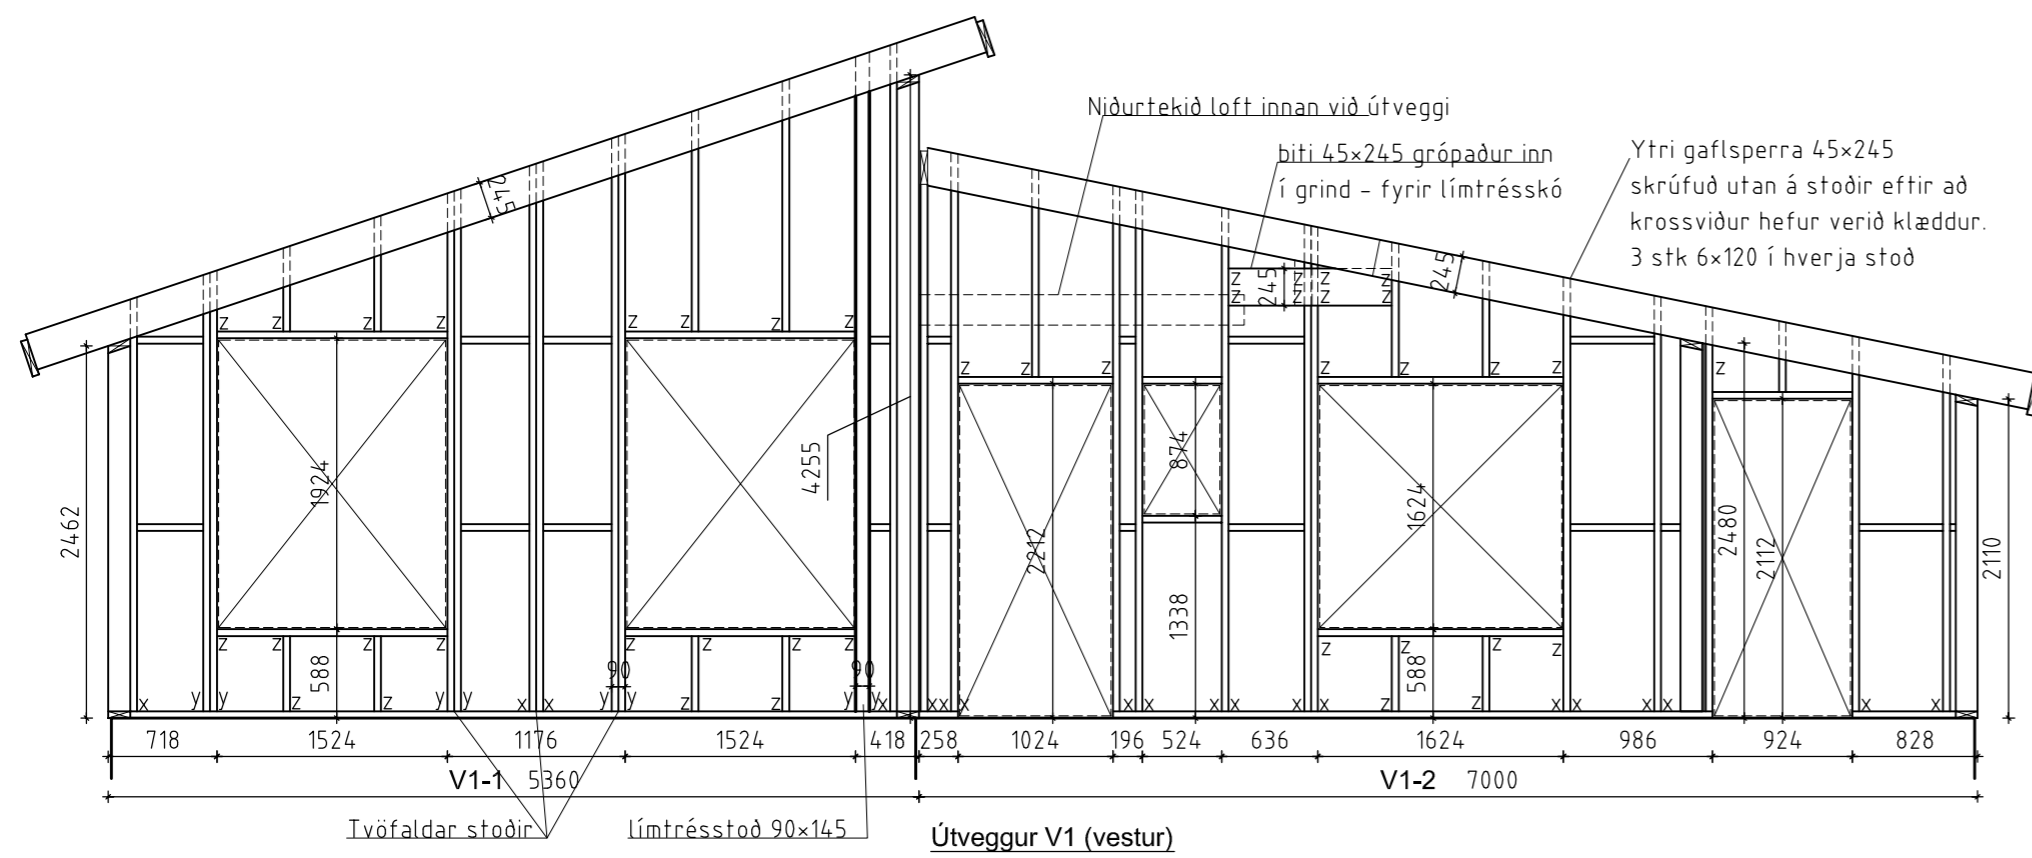 Niðurtekið loft innan við útveggi
biti 45×245 grópaður inn
í grind - fyrir límtrésskó
Ytri gaflsperra 45×245
skrúfuð utan á stoðir eftir að
krossviður hefur verið klæddur.
3 stk 6×120 í hverja stoð
245
245
245
z z
z z z z
z z z z
z z z z
z z z z
z z z z z z z
z
2462
1924
4255
2212
874
1338
1624
2480
2112
2110
z z z z z z z z
z z z z
588
90
90
588
x y y z z y y x x y y z z y y x x x x x x x x z z x x x x x
718 1524 1176 1524 418 258 1024 196 524 636 1624 986 924 828
V1-1 5360
V1-2 7000
Tvöfaldar stoðir
límtrésstoð 90×145
Útveggur V1 (vestur)